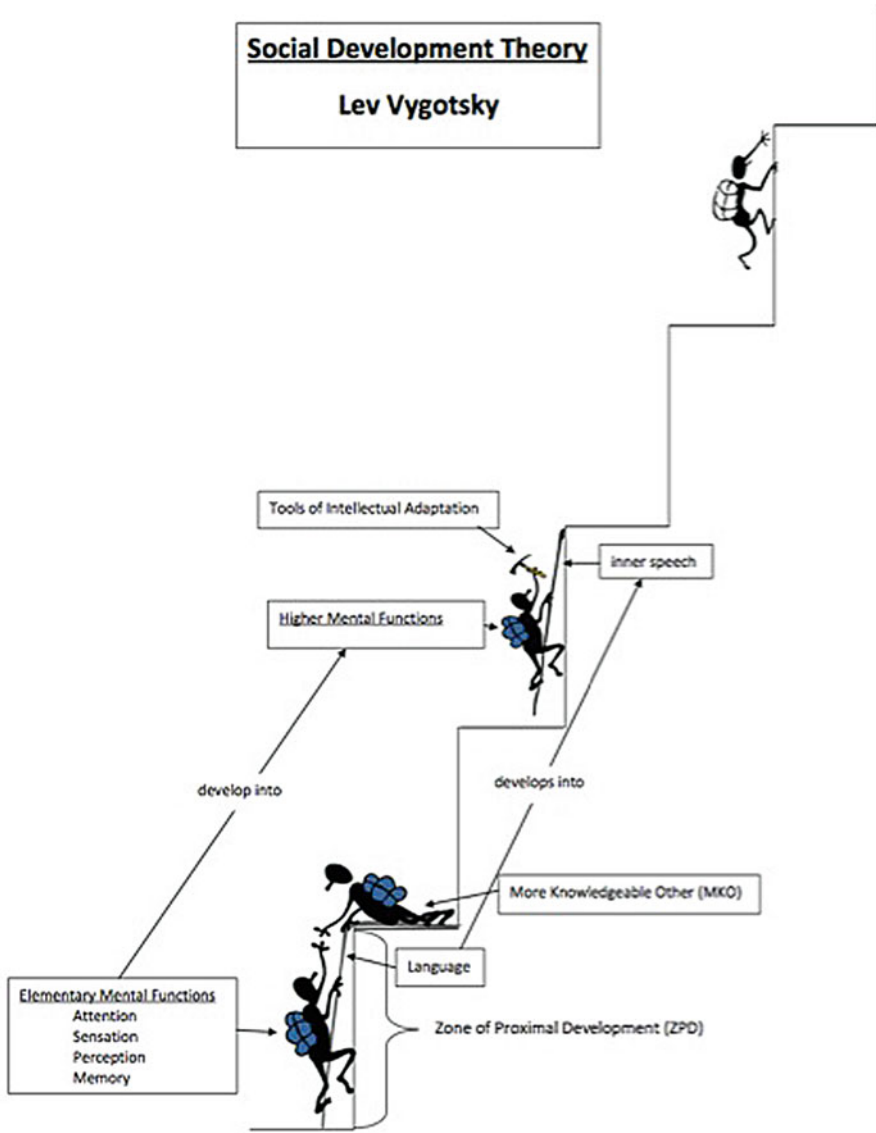 Social Development Theory
Lev Vygotsky
Tools of Intellectual Adaptation
inner speech
Higher Mental Functions
develop into
develops into
More Knowledgeable Other (MKO)
Language
Elementary Mental Functions
Attention
Sensation
Perception
Memory
Zone of Proximal Development (ZPD)